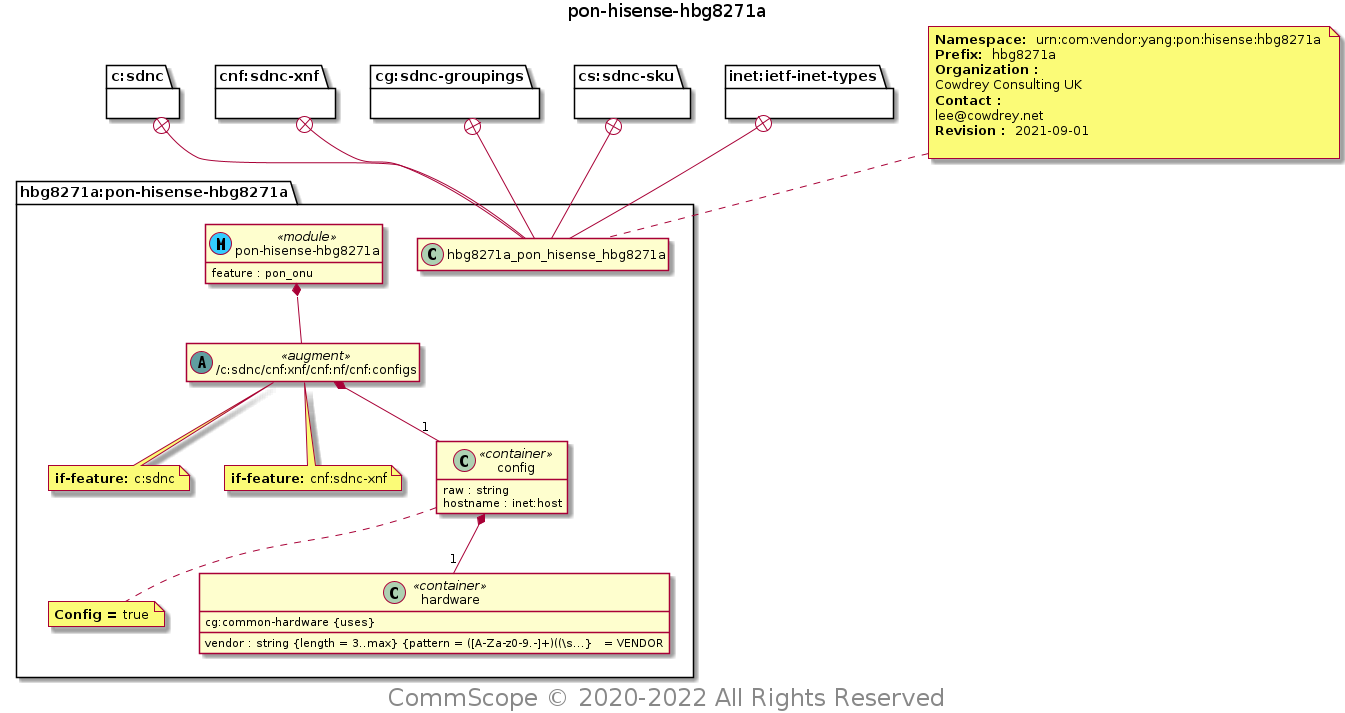 pon-hisense-hbg8271a
Namespace: urn:com:vendor:yang:pon:hisense:hbg8271a
Prefix: hbg8271a
Organization :
Cowdrey Consulting UK
Contact :
lee@cowdrey.net
Revision : 2021-09-01
c:sdnc
cnf:sdnc-xnf
cg:sdnc-groupings
cs:sdnc-sku
inet:ietf-inet-types
hbg8271a:pon-hisense-hbg8271a
M
«module»
pon-hisense-hbg8271a
feature : pon_onu
C
hbg8271a_pon_hisense_hbg8271a
A
«augment»
/c:sdnc/cnf:xnf/cnf:nf/cnf:configs
1
if-feature: c:sdnc
if-feature: cnf:sdnc-xnf
C
«container»
config
raw : string
hostname : inet:host
1
Config = true
C
«container»
hardware
cg:common-hardware {uses}
vendor : string {length = 3..max} {pattern = ([A-Za-z0-9.-]+)((\s...} = VENDOR
CommScope © 2020-2022 All Rights Reserved